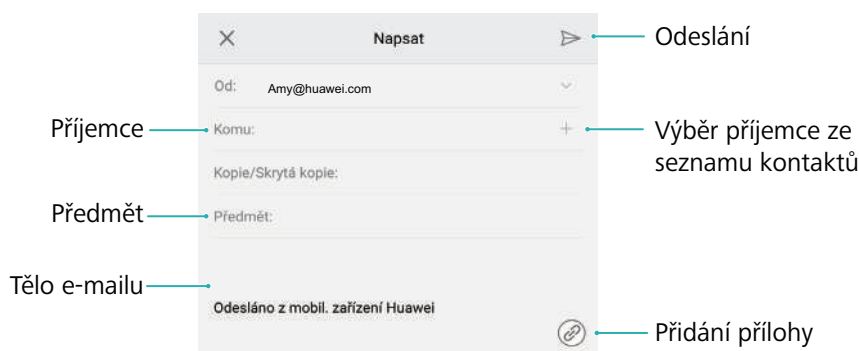 Napsat
Odeslání
Od: Amy@huawei.com
Příjemce
Komu:
Výběr příjemce ze
seznamu kontaktů
Kopie/Skrytá kopie:
Předmět
Předmět:
Tělo e-mailu
Odesláno z mobil. zařízení Huawei
Přidání přílohy